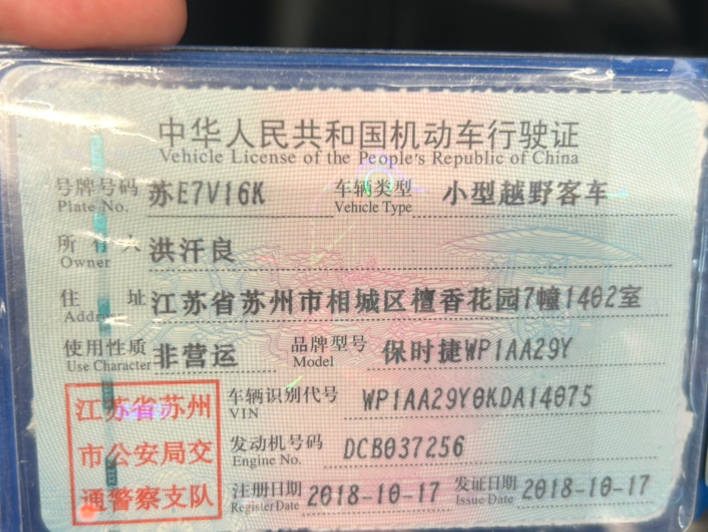 中华人民共和国机动车行驶证
Vehicle License of the People's Republic of China
号牌号码 苏E7V16K 车辆类型 小型越野客车
Plate No. Vehicle Type
所有人 洪汗良
Owner
住址 江苏省苏州市相城区檀香花园7幢1402室
Address
使用性质 非营运 品牌型号 保时捷WP1AA29Y
Use Character Model
江苏省苏州 车辆识别代号 WP1AA29Y0KDA14075
VIN
市公安局交 发动机号码 DCB037256
Engine No.
通警察支队 注册日期 2018-10-17 发证日期 2018-10-17
Register Date Issue Date